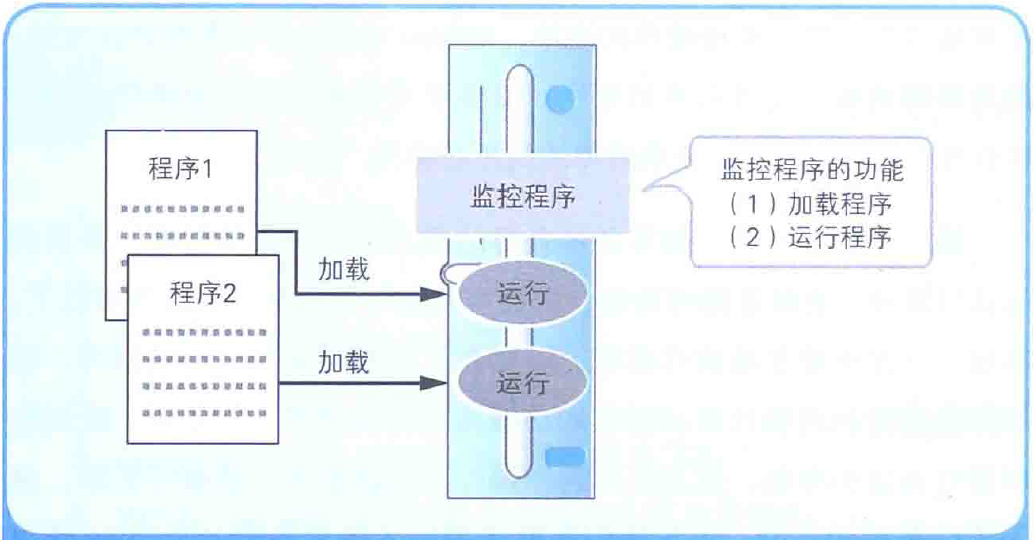 程序1
程序2
加载
加载
监控程序
运行
运行
监控程序的功能
（1）加载程序
（2）运行程序